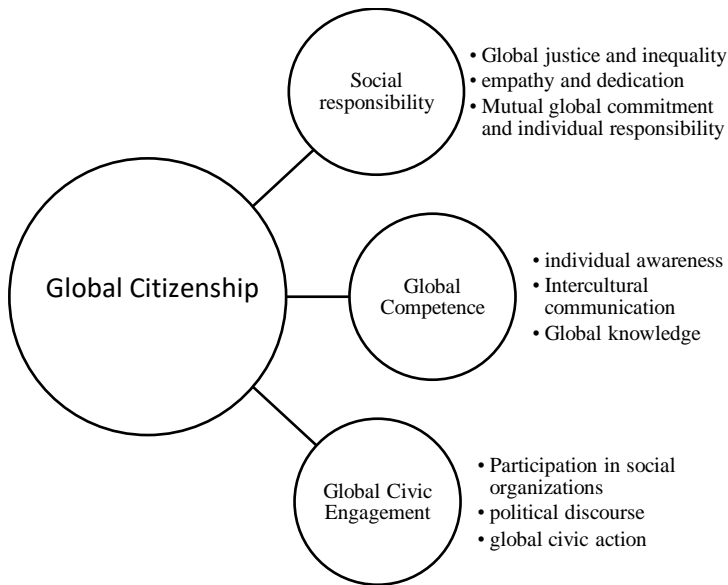 Social
responsibility
• Global justice and inequality
• empathy and dedication
• Mutual global commitment
and individual responsibility
Global Citizenship
Global
Competence
• individual awareness
• Intercultural
communication
• Global knowledge
Global Civic
Engagement
• Participation in social
organizations
• political discourse
• global civic action